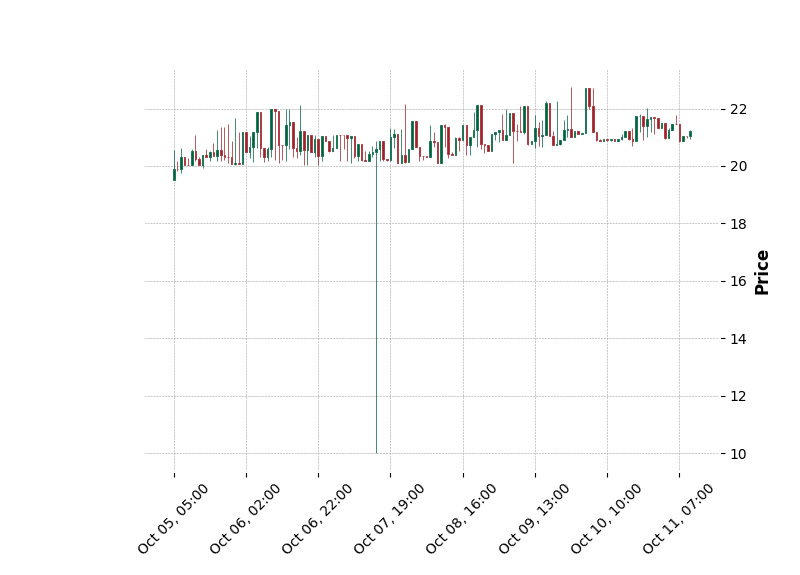 22
20
18
16
14
12
10
Price
Oct 05, 05:00
Oct 06, 02:00
Oct 06, 22:00
Oct 07, 19:00
Oct 08, 16:00
Oct 09, 13:00
Oct 10, 10:00
Oct 11, 07:00